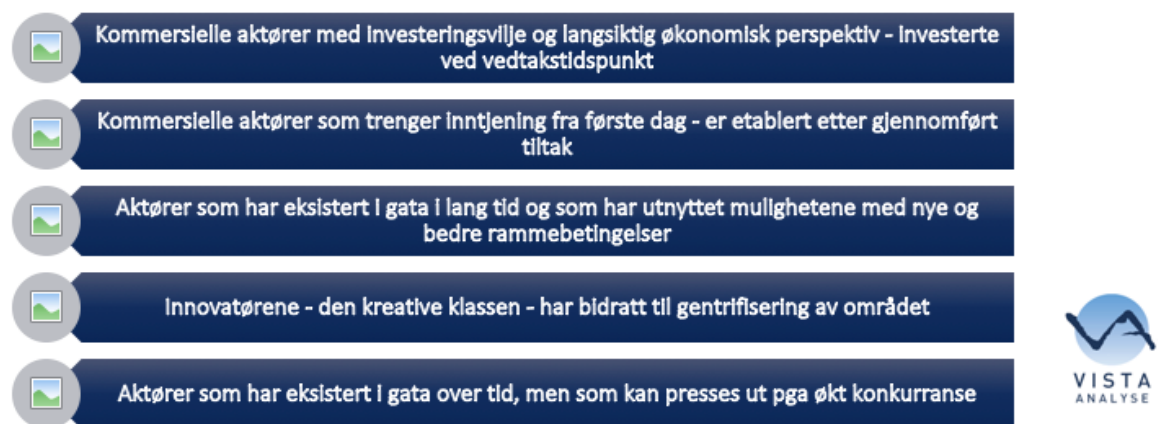 Kommersielle aktører med investeringsvilje og langsiktig økonomisk perspektiv - investerte
ved vedtakstidspunkt
Kommersielle aktører som trenger inntjening fra første dag - er etablert etter gjennomført
tiltak
Aktører som har eksistert i gata i lang tid og som har utnyttet mulighetene med nye og
bedre rammebetingelser
Innovatørene - den kreative klassen - har bidratt til gentrifisering av området
Aktører som har eksistert i gata over tid, men som kan presses ut pga økt konkurranse
VISTA
ANALYSE